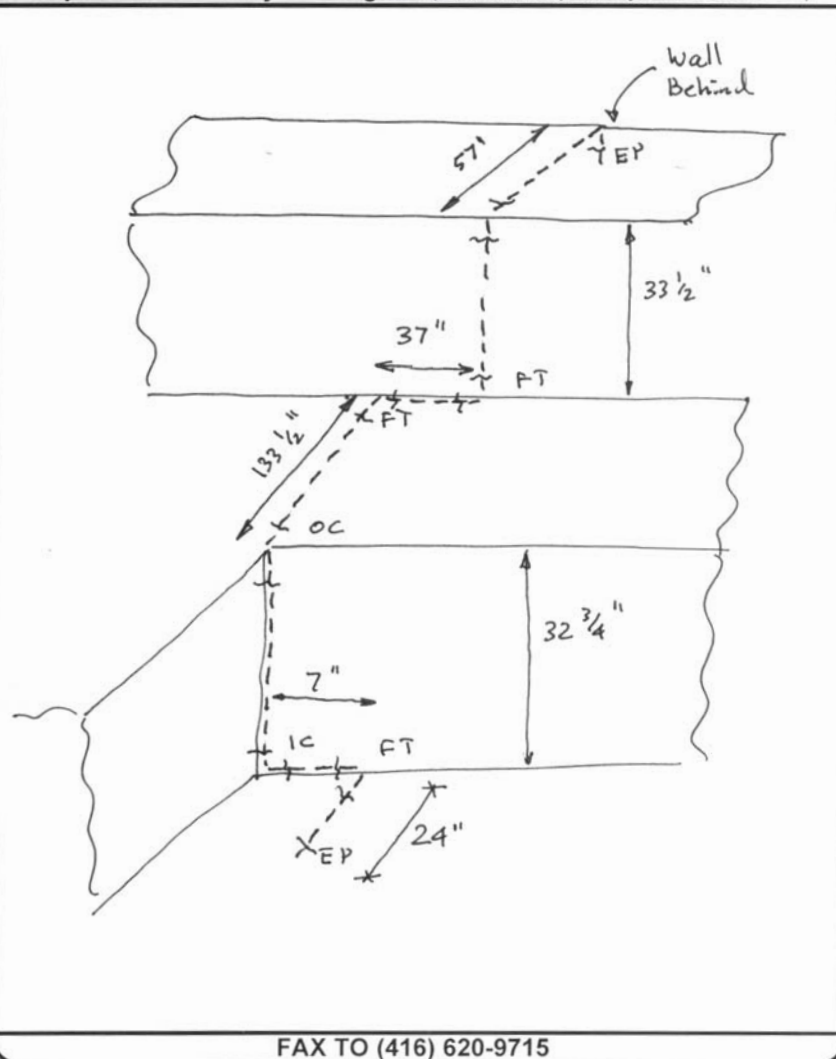 Wall
Behind
57"
EP
33 1/2"
37"
FT
FT
133 1/2"
OC
32 3/4"
7"
IC
FT
EP
24"
FAX TO (416) 620-9715